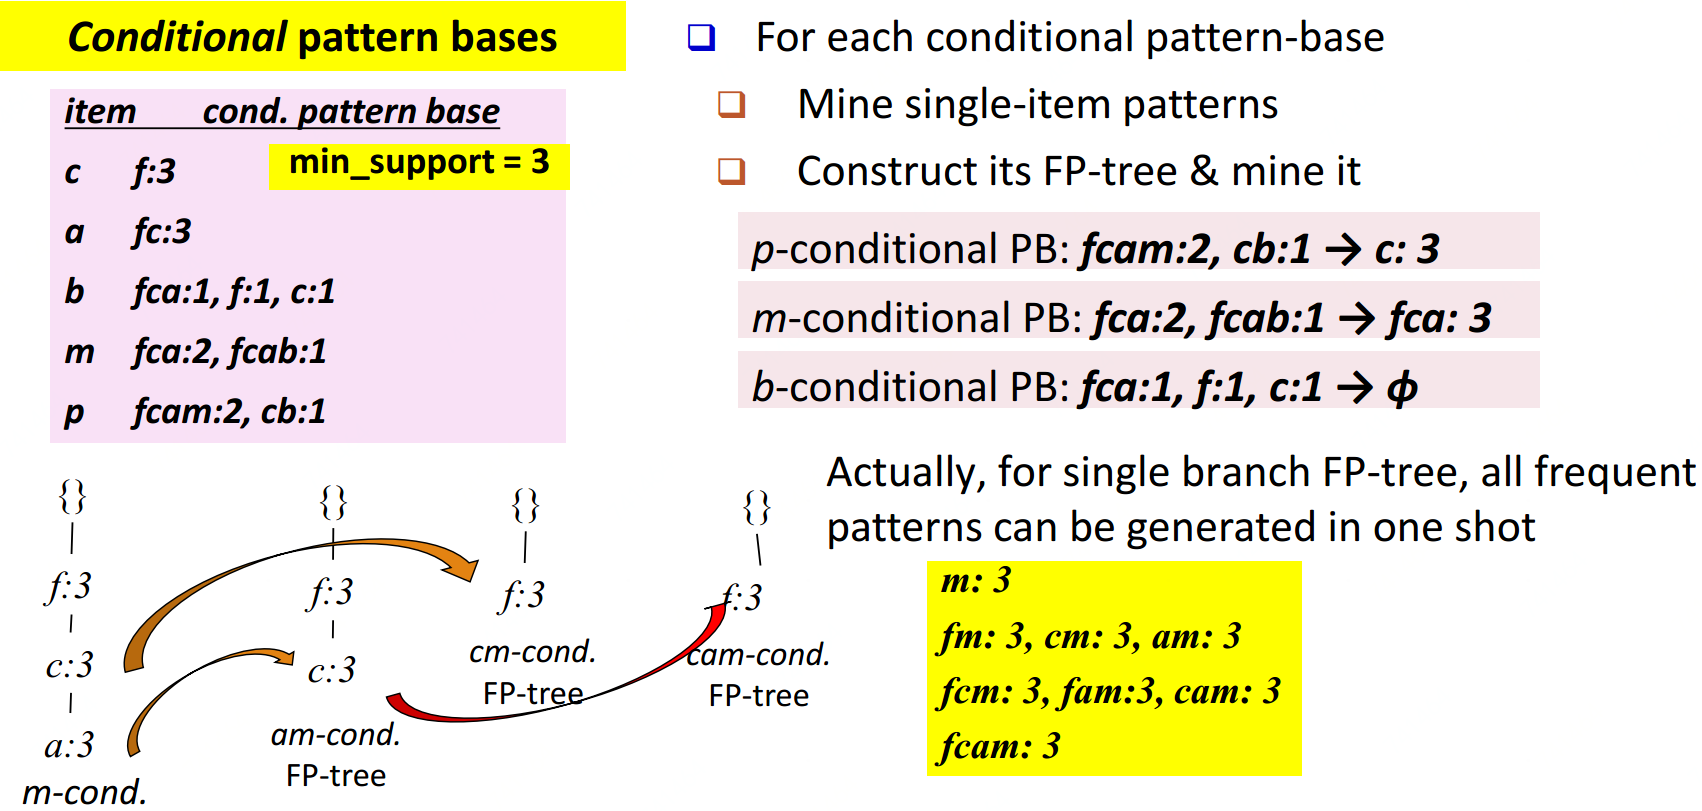 Conditional pattern bases
item cond. pattern base
min_support = 3
c f:3
a fc:3
b fca:1, f:1, c:1
m fca:2, fcab:1
p fcam:2, cb:1
For each conditional pattern-base
Mine single-item patterns
Construct its FP-tree & mine it
p-conditional PB: fcam:2, cb:1 → c: 3
m-conditional PB: fca:2, fcab:1 → fca: 3
b-conditional PB: fca:1, f:1, c:1 → ϕ
{}
f:3
c:3
a:3
m-cond.
{}
f:3
c:3
am-cond.
FP-tree
{}
f:3
cm-cond.
FP-tree
{}
f:3
cam-cond.
FP-tree
Actually, for single branch FP-tree, all frequent
patterns can be generated in one shot
m: 3
fm: 3, cm: 3, am: 3
fcm: 3, fam:3, cam: 3
fcam: 3